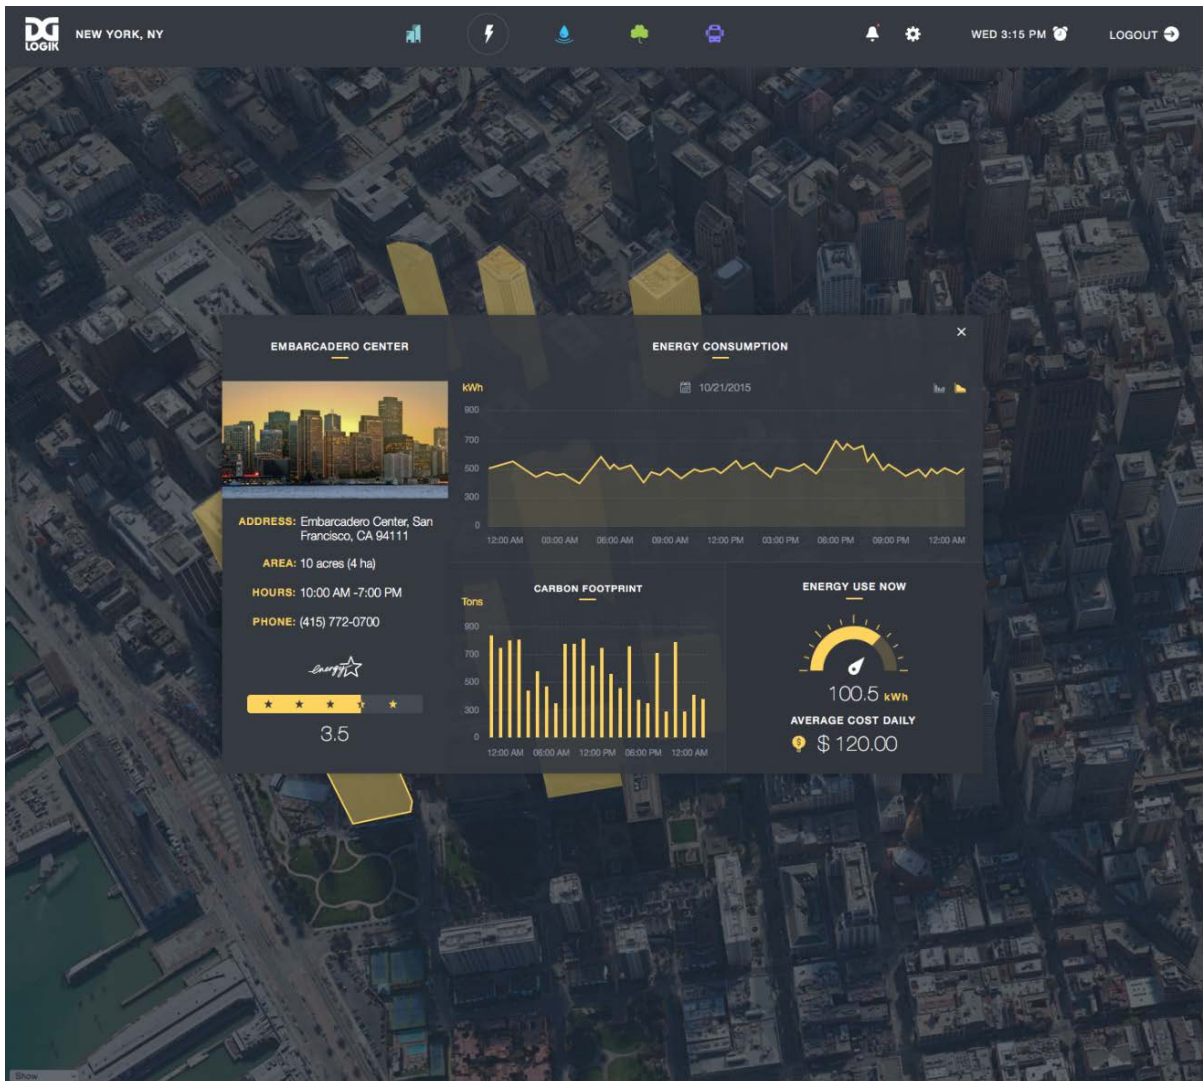 DG
LOGIK
NEW YORK, NY
WED 3:15 PM
LOGOUT
EMBARCADERO CENTER
ADDRESS: Embarcadero Center, San
Francisco, CA 94111
AREA: 10 acres (4 ha)
HOURS: 10:00 AM -7:00 PM
PHONE: (415) 772-0700
energy
3.5
ENERGY CONSUMPTION
kWh
10/21/2015
900
700
500
300
0
12:00 AM 03:00 AM 06:00 AM 09:00 AM 12:00 PM 03:00 PM 06:00 PM 09:00 PM 12:00 AM
CARBON FOOTPRINT
Tons
900
700
500
300
0
12:00 AM 06:00 AM 12:00 PM 06:00 PM 12:00 AM
ENERGY USE NOW
100.5 kWh
AVERAGE COST DAILY
$ 120.00
Show